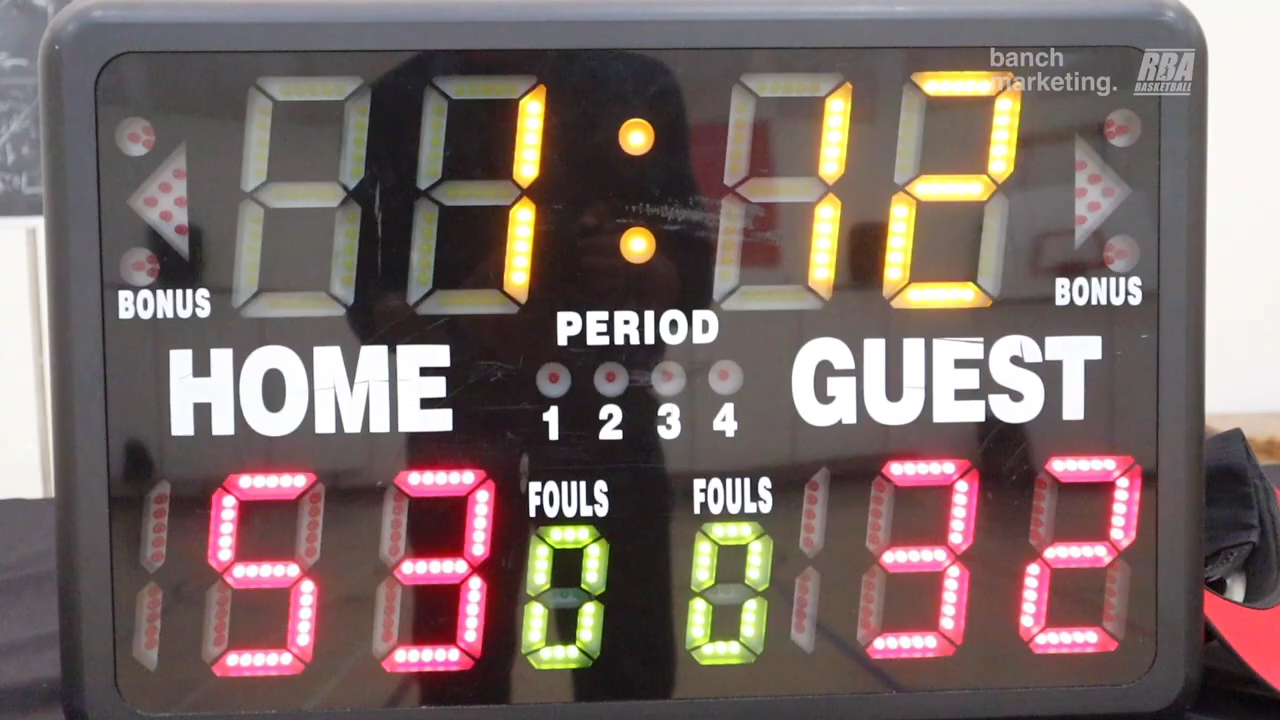 banch
marketing.
RBA
BASKETBALL
1:12
BONUS
BONUS
PERIOD
HOME
GUEST
1 2 3 4
FOULS
FOULS
53
0
0
32